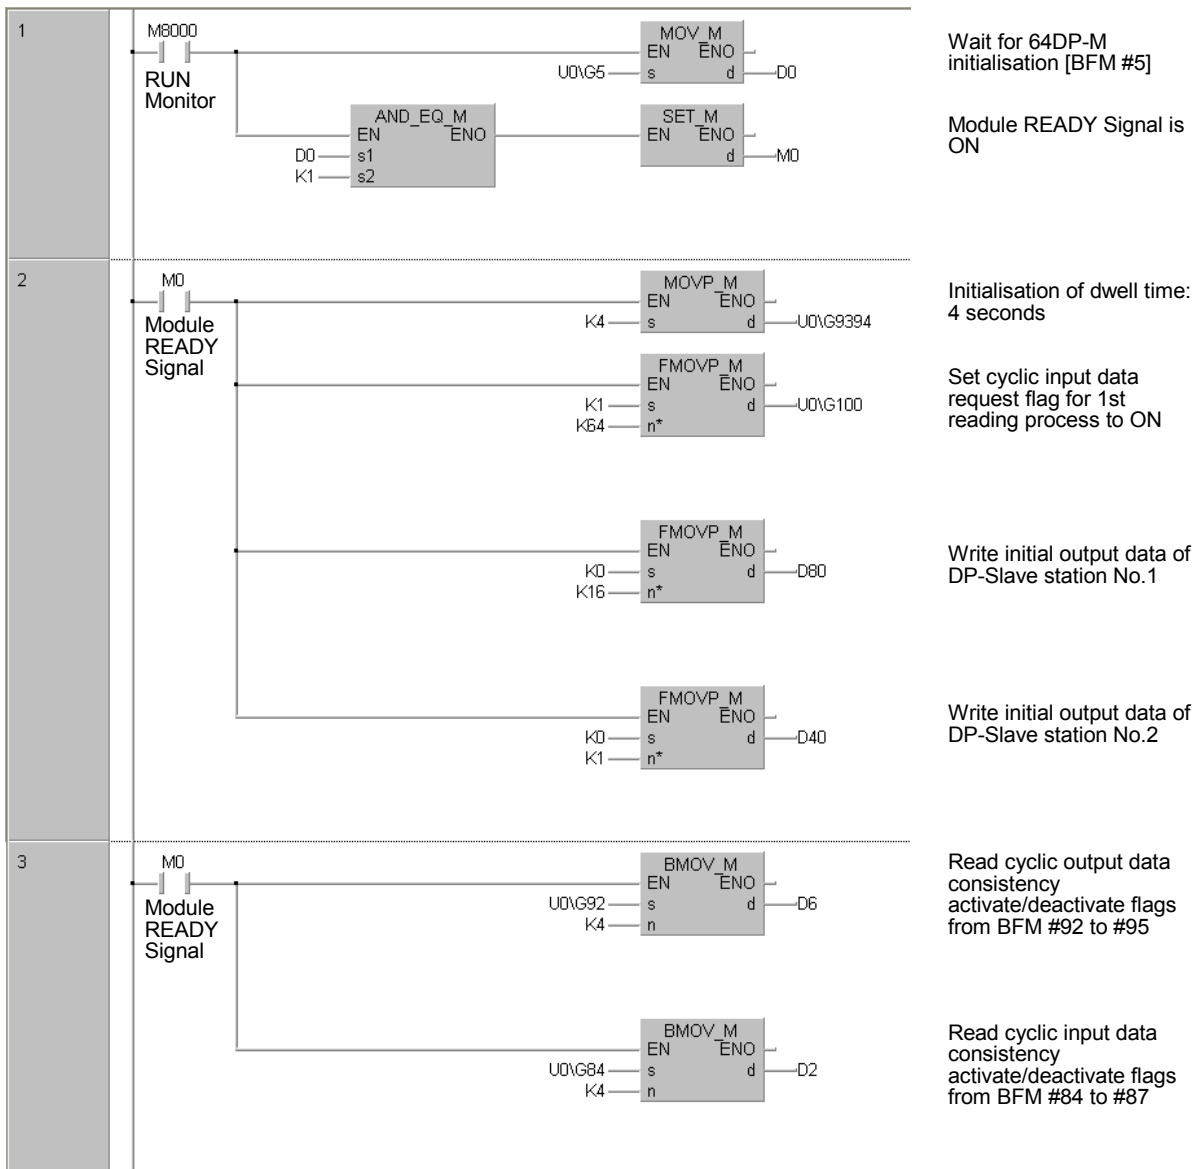 1
M8000
RUN
Monitor
MOV_M
EN ENO
U0\G5 s d D0
Wait for 64DP-M
initialisation [BFM #5]
AND_EQ_M
EN ENO
D0 s1
K1 s2
SET_M
EN ENO
d M0
Module READY Signal is
ON
2
M0
Module
READY
Signal
MOVP_M
EN ENO
K4 s d U0\G9394
Initialisation of dwell time:
4 seconds
FMOVP_M
EN ENO
K1 s d U0\G100
K64 n*
Set cyclic input data
request flag for 1st
reading process to ON
FMOVP_M
EN ENO
K0 s d D80
K16 n*
Write initial output data of
DP-Slave station No.1
FMOVP_M
EN ENO
K0 s d D40
K1 n*
Write initial output data of
DP-Slave station No.2
3
M0
Module
READY
Signal
BMOV_M
EN ENO
U0\G92 s d D6
K4 n
Read cyclic output data
consistency
activate/deactivate flags
from BFM #92 to #95
BMOV_M
EN ENO
U0\G84 s d D2
K4 n
Read cyclic input data
consistency
activate/deactivate flags
from BFM #84 to #87